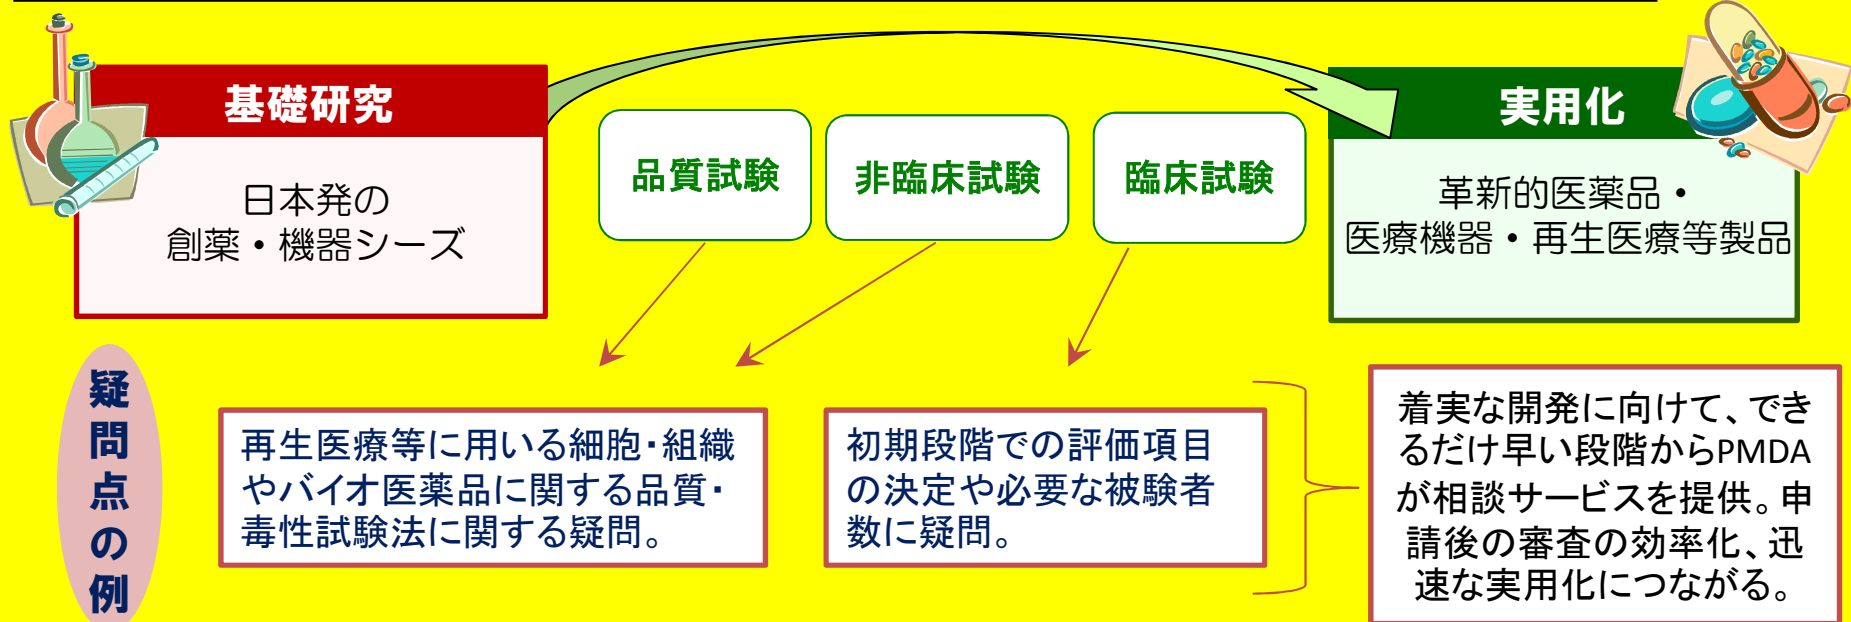 基礎研究
日本発の
創薬・機器シーズ
品質試験
非臨床試験
臨床試験
実用化
革新的医薬品・
医療機器・再生医療等製品
疑問点の例
再生医療等に用いる細胞・組織
やバイオ医薬品に関する品質・
毒性試験法に関する疑問。
初期段階での評価項目
の決定や必要な被験者
数に疑問。
着実な開発に向けて、でき
るだけ早い段階からPMDA
が相談サービスを提供。申
請後の審査の効率化、迅
速な実用化につながる。